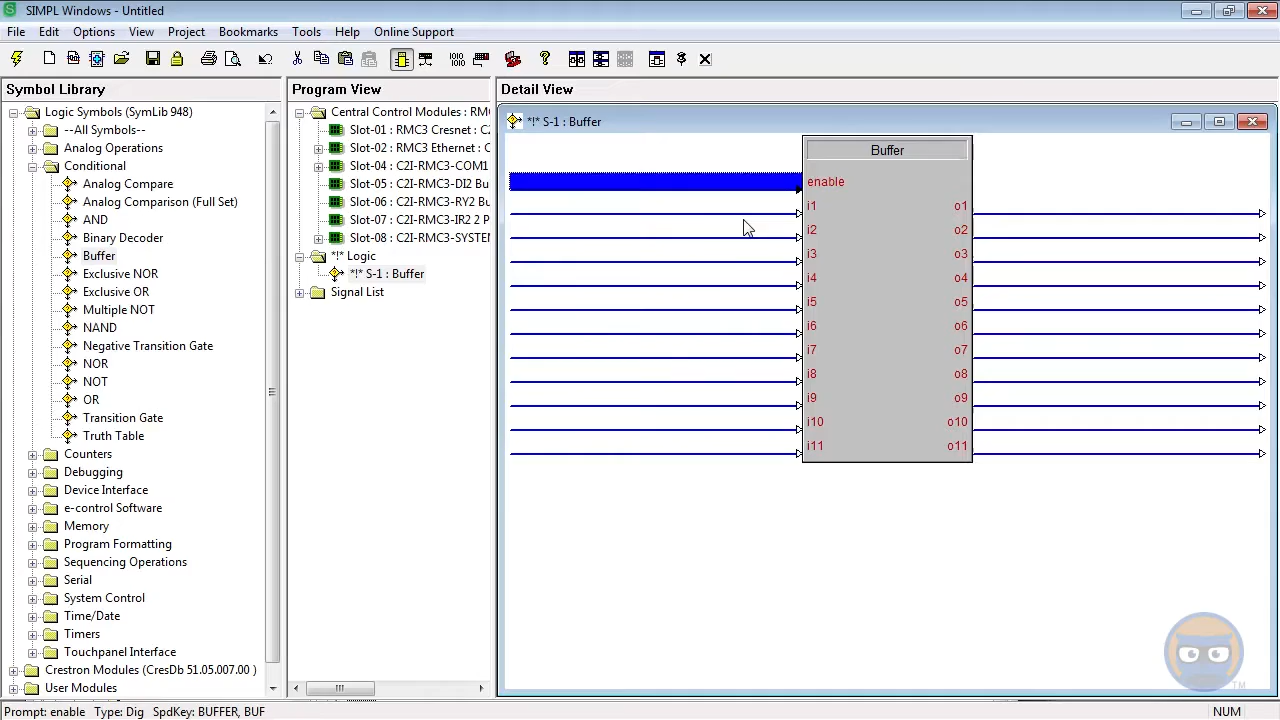 SIMPL Windows - Untitled
File Edit Options View Project Bookmarks Tools Help Online Support
Symbol Library
Logic Symbols (SymLib 948)
--All Symbols--
Analog Operations
Conditional
Analog Compare
Analog Comparison (Full Set)
AND
Binary Decoder
Buffer
Exclusive NOR
Exclusive OR
Multiple NOT
NAND
Negative Transition Gate
NOR
NOT
OR
Transition Gate
Truth Table
Counters
Debugging
Device Interface
e-control Software
Memory
Program Formatting
Sequencing Operations
Serial
System Control
Time/Date
Timers
Touchpanel Interface
Crestron Modules (CresDb 51.05.007.00 )
User Modules
Program View
Central Control Modules : RM
Slot-01 : RMC3 Cresnet : C2
Slot-02 : RMC3 Ethernet : C
Slot-04 : C2I-RMC3-COM1
Slot-05 : C2I-RMC3-DI2 Bu
Slot-06 : C2I-RMC3-RY2 Bu
Slot-07 : C2I-RMC3-IR2 2 P
Slot-08 : C2I-RMC3-SYSTEM
*!* Logic
*!* S-1 : Buffer
Signal List
Detail View
*!* S-1 : Buffer
Buffer
enable
i1 o1
i2 o2
i3 o3
i4 o4
i5 o5
i6 o6
i7 o7
i8 o8
i9 o9
i10 o10
i11 o11
TM
Prompt: enable Type: Dig SpdKey: BUFFER, BUF
NUM